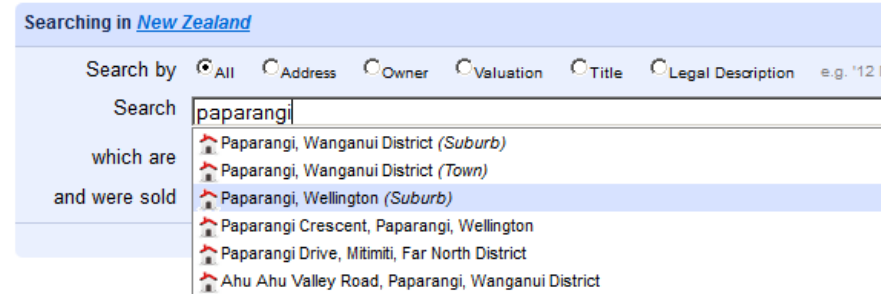 Searching in New Zealand
Search by All Address Owner Valuation Title Legal Description e.g. '12
Search paparangi
Paparangi, Wanganui District (Suburb)
which are
Paparangi, Wanganui District (Town)
and were sold Paparangi, Wellington (Suburb)
Paparangi Crescent, Paparangi, Wellington
Paparangi Drive, Mitimiti, Far North District
Ahu Ahu Valley Road, Paparangi, Wanganui District